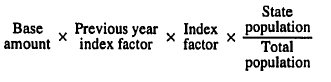 State
Base Previous year Index population
amount × index factor × factor × Total
population